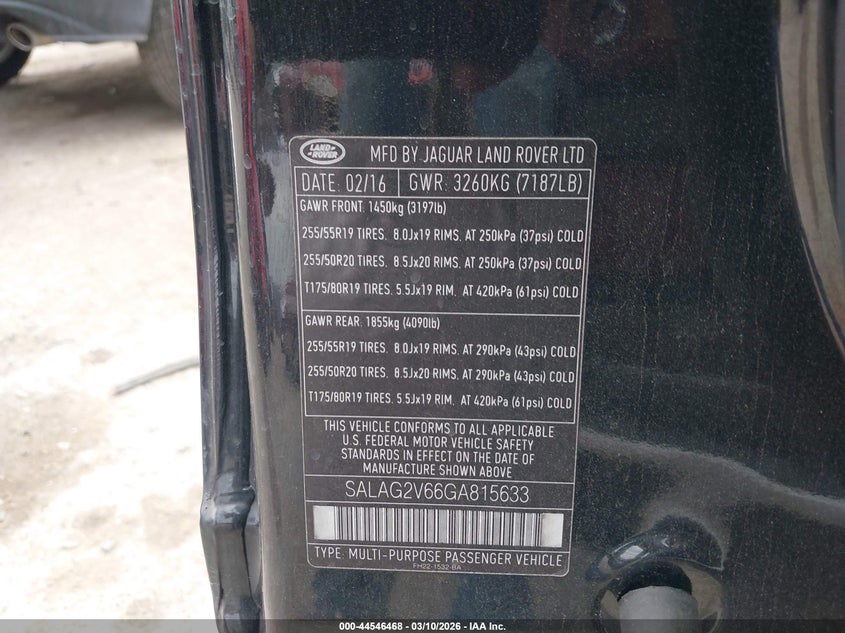 LAND ROVER
MFD BY JAGUAR LAND ROVER LTD
DATE: 02/16 GWR: 3260KG (7187LB)
GAWR FRONT: 1450kg (3197lb)
255/55R19 TIRES. 8.0Jx19 RIMS. AT 250kPa (37psi) COLD
255/50R20 TIRES. 8.5Jx20 RIMS. AT 250kPa (37psi) COLD
T175/80R19 TIRES. 5.5Jx19 RIM. AT 420kPa (61psi) COLD
GAWR REAR: 1855kg (4090lb)
255/55R19 TIRES. 8.0Jx19 RIMS. AT 290kPa (43psi) COLD
255/50R20 TIRES. 8.5Jx20 RIMS. AT 290kPa (43psi) COLD
T175/80R19 TIRES. 5.5Jx19 RIM. AT 420kPa (61psi) COLD
THIS VEHICLE CONFORMS TO ALL APPLICABLE
U.S. FEDERAL MOTOR VEHICLE SAFETY
STANDARDS IN EFFECT ON THE DATE OF
MANUFACTURE SHOWN ABOVE
SALAG2V66GA815633
TYPE: MULTI-PURPOSE PASSENGER VEHICLE
FH22-1532-BA
000-44546468 - 03/10/2026 - IAA Inc.